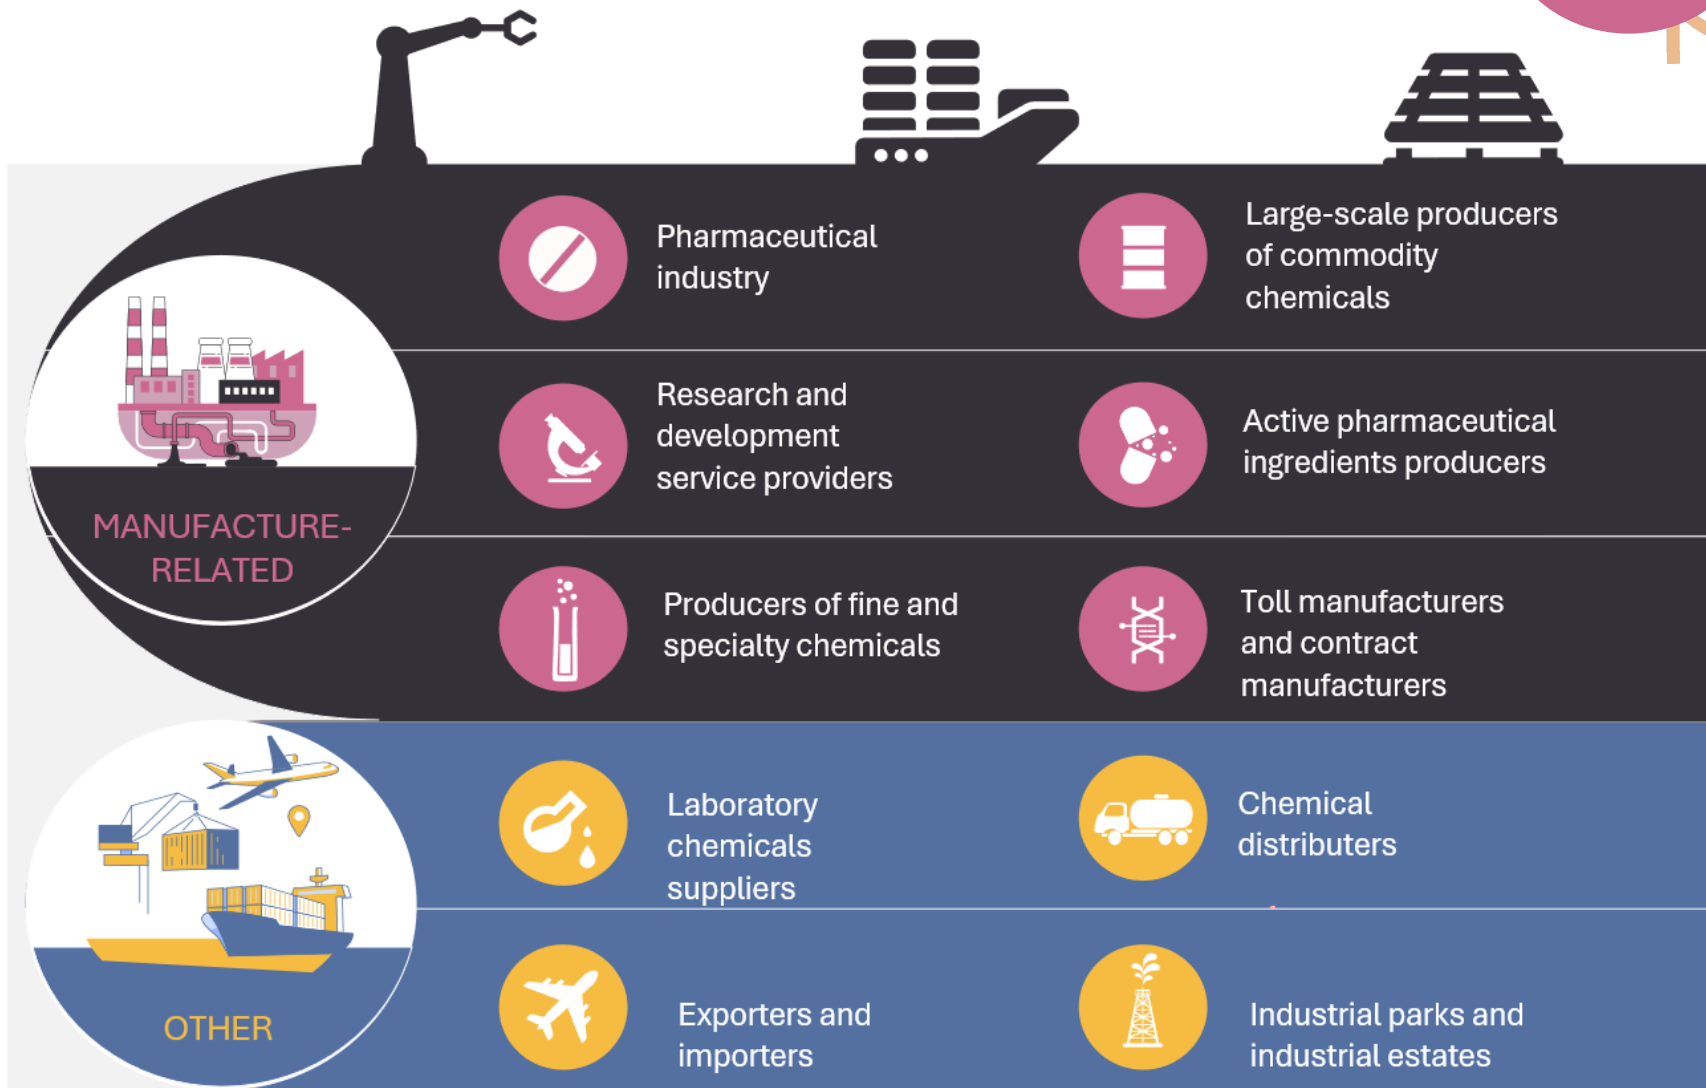 Pharmaceutical
industry
Large-scale producers
of commodity
chemicals
MANUFACTURE-
RELATED
Research and
development
service providers
Active pharmaceutical
ingredients producers
Producers of fine and
specialty chemicals
Toll manufacturers
and contract
manufacturers
OTHER
Laboratory
chemicals
suppliers
Chemical
distributers
Exporters and
importers
Industrial parks and
industrial estates